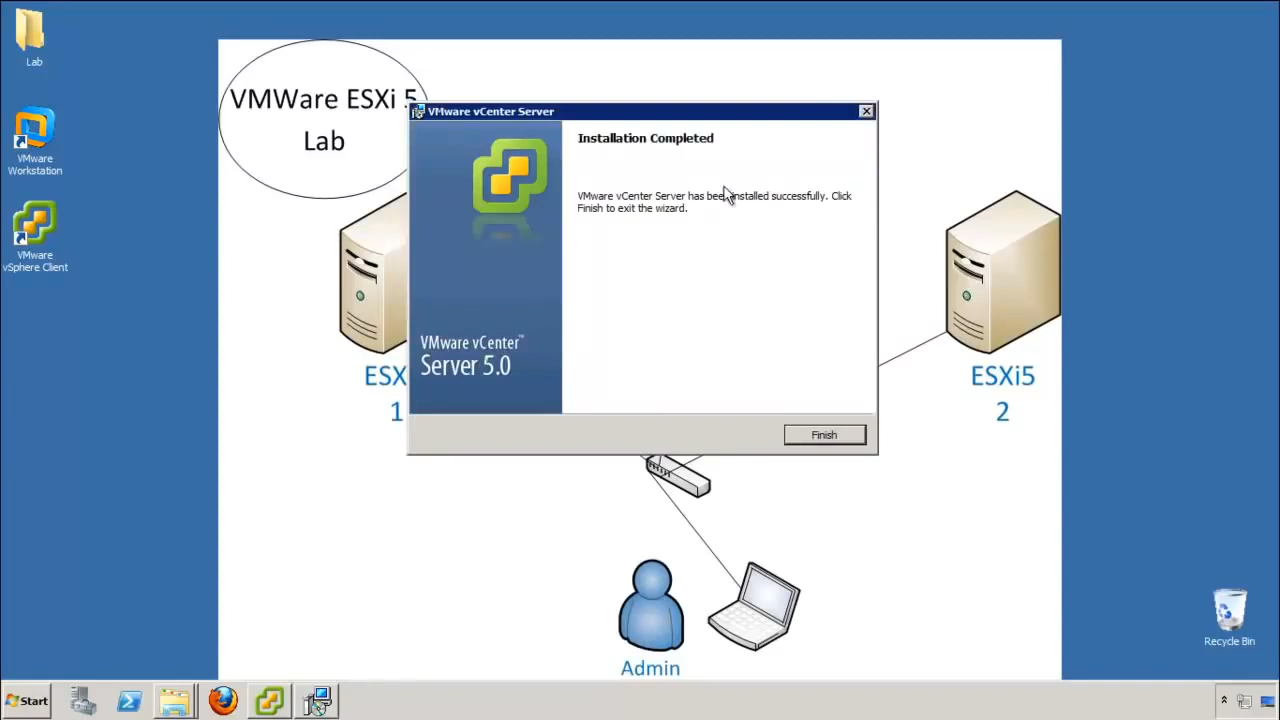 Lab
VMware
Workstation
VMware
vSphere Client
VMWare ESXi 5
Lab
VMware vCenter Server
Installation Completed
VMware vCenter Server has been installed successfully. Click
Finish to exit the wizard.
VMware vCenter™
Server 5.0
Finish
ESX
1
ESXi5
2
Admin
Recycle Bin
Start